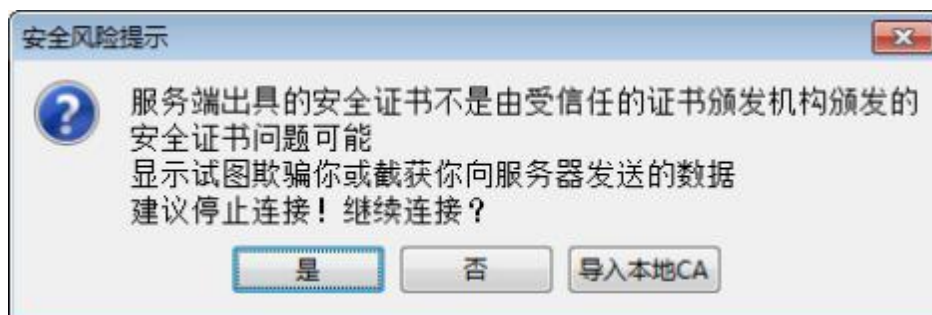 安全风险提示
服务端出具的安全证书不是由受信任的证书颁发机构颁发的
安全证书问题可能
显示试图欺骗你或截获你向服务器发送的数据
建议停止连接！继续连接？
是
否
导入本地CA